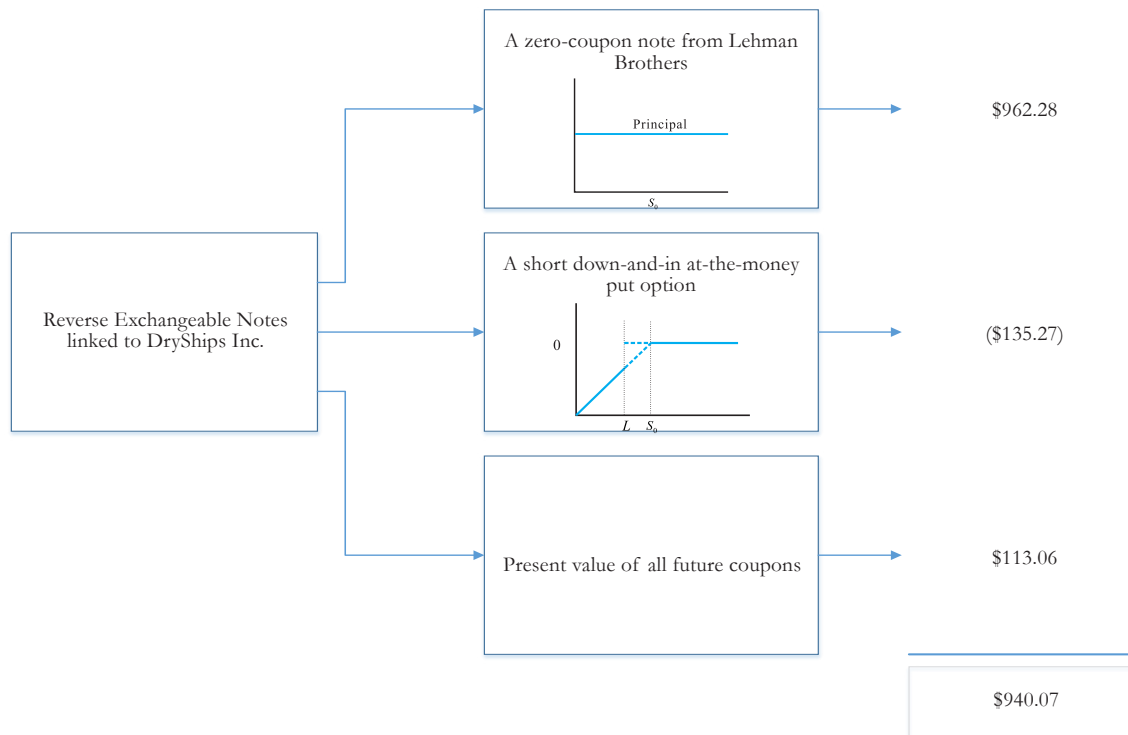 A zero-coupon note from Lehman
Brothers
Principal
S₀
$962.28
Reverse Exchangeable Notes
linked to DryShips Inc.
A short down-and-in at-the-money
put option
0
L S₀
($135.27)
Present value of all future coupons
$113.06
$940.07